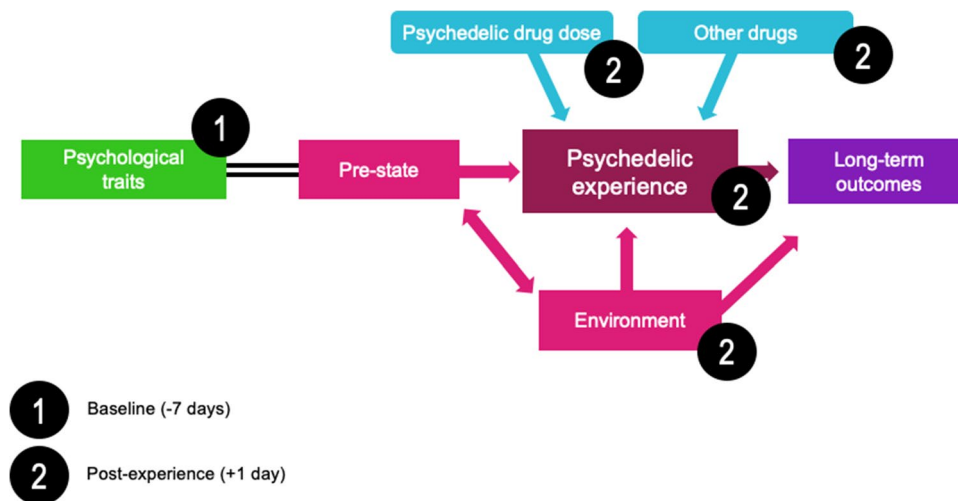 Psychedelic drug dose
Other drugs
2
2
1
Psychological
traits
Pre-state
Psychedelic
experience
Long-term
outcomes
2
Environment
2
1
Baseline (-7 days)
2
Post-experience (+1 day)